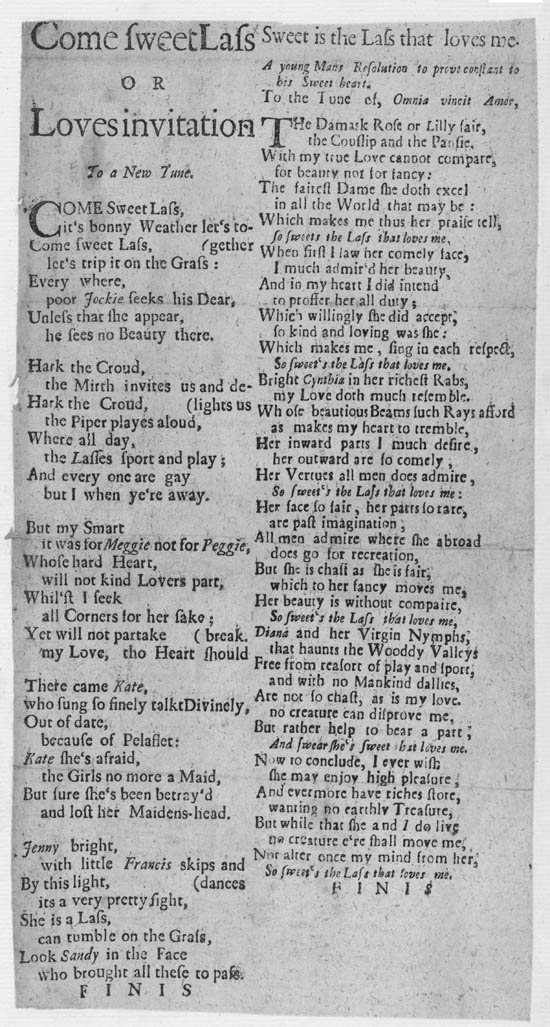 Come ſweet Laſs
O R
Loves invitation
To a New Tune.
COME Sweet Laſs,
it's bonny Weather let's to-
Come ſweet Laſs, (gether
let's trip it on the Graſs :
Every where,
poor Jockie ſeeks his Dear,
Unleſs that ſhe appear,
he ſees no Beauty there.
Hark the Croud,
the Mirth invites us and de-
Hark the Croud, (lights us
the Piper playes aloud,
Where all day,
the Laſſes ſport and play ;
And every one are gay
but I when ye're away.
But my Smart
it was for Meggie not for Peggie,
Whoſe hard Heart,
will not kind Lovers part,
Whil'ſt I ſeek
all Corners for her ſake ;
Yet will not partake ( break.
my Love, tho Heart ſhould
There came Kate,
who ſung ſo finely talkt Divinely,
Out of date,
becauſe of Pelaſlet:
Kate ſhe's afraid,
the Girls no more a Maid,
But ſure ſhe's been betray'd
and loſt her Maidens-head.
Jenny bright,
with little Francis skips and
By this light, (dances
its a very pretty ſight,
She is a Laſs,
can tumble on the Graſs,
Look Sandy in the Face
who brought all theſe to paſs.
F I N I S
Sweet is the Laſs that loves me.
A young Mans Reſolution to prove conſtant to
his Sweet heart.
To the Tune of, Omnia vincit Amor,
THe Damask Roſe or Lilly fair,
the Couſlip and the Panſie,
With my true Love cannot compare,
for beauty not for fancy:
The faireſt Dame ſhe doth excel
in all the World that may be :
Which makes me thus her praiſe tell,
ſo ſweets the Laſs that loves me,
When firſt I ſaw her comely face,
I much admir'd her beauty,
And in my heart I did intend
to proffer her all duty ;
Which willingly ſhe did accept,
ſo kind and loving was ſhe:
Which makes me, ſing in each reſpect,
So ſweet's the Laſs that loves me.
Bright Cynthia in her richeſt Rabs,
my Love doth much reſemble.
Whoſe beautious Beams ſuch Rays afford
as makes my heart to tremble,
Her inward parts I much deſire,
her outward are ſo comely ,
Her Vertues all men does admire ,
So ſweet's the Laſs that loves me :
Her face ſo fair, her parts ſo rare,
are paſt imagination ;
All men admire where ſhe abroad
does go for recreation,
But ſhe is chaſt as ſhe is fair,
which to her fancy moves me,
Her beauty is without compaire,
So ſweet's the Laſs that loves me,
Diana and her Virgin Nymphs,
that haunts the Wooddy Valleys
Free from reaſort of play and ſport,
and with no Mankind dallies,
Are not ſo chaſt, as is my love.
no creature can diſprove me,
But rather help to bear a part ;
And ſwear ſhe's ſweet that loves me.
Now to conclude, I ever wiſh
ſhe may enjoy high pleaſure ,
And evermore have riches ſtore,
wanting no earthly Treaſure,
But while that ſhe and I do live
no creature e're ſhall move me,
Nor alter once my mind from her,
So ſweet's the Laſs that loves me.
F I N I S